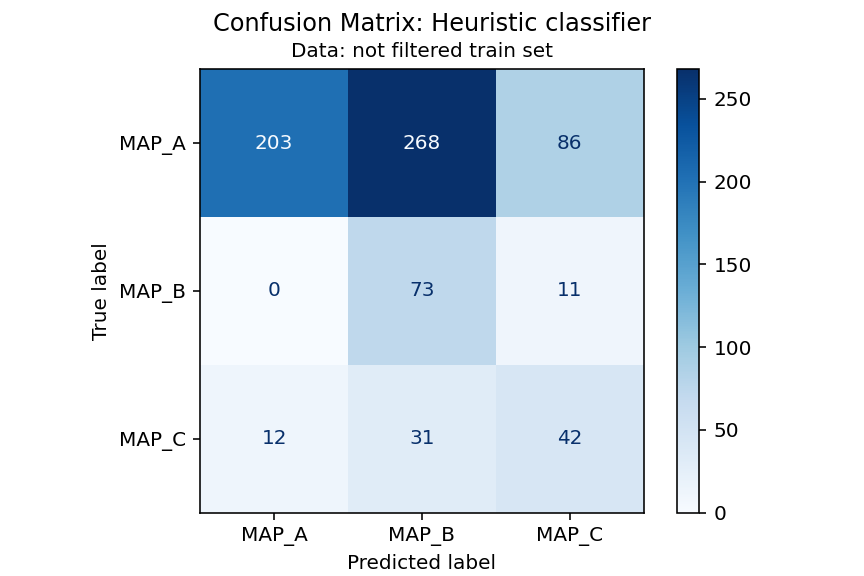 Confusion Matrix: Heuristic classifier
Data: not filtered train set
MAP_A 203 268 86
MAP_B 0 73 11
MAP_C 12 31 42
MAP_A MAP_B MAP_C
Predicted label
True label
250
200
150
100
50
0